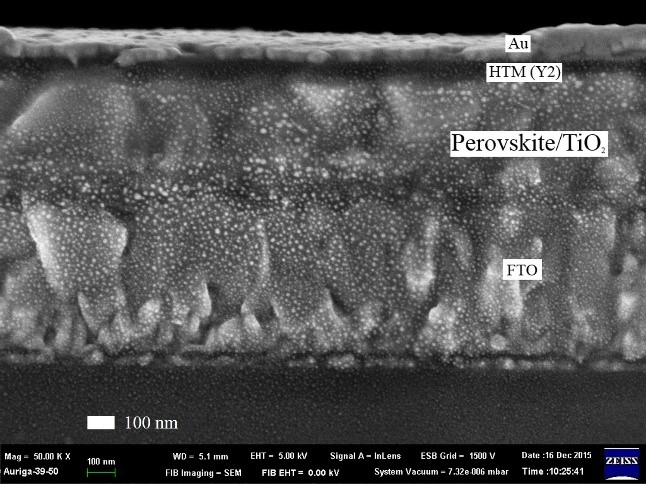 Au
HTM (Y2)
Perovskite/TiO₂
FTO
100 nm
Mag = 50.00 K X
100 nm
WD = 5.1 mm
EHT = 5.00 kV
Signal A = InLens
ESB Grid = 1500 V
Date :16 Dec 2015
ZEISS
Auriga-39-50
FIB Imaging = SEM
FIB EHT = 0.00 kV
System Vacuum = 7.32e-006 mbar
Time :10:25:41